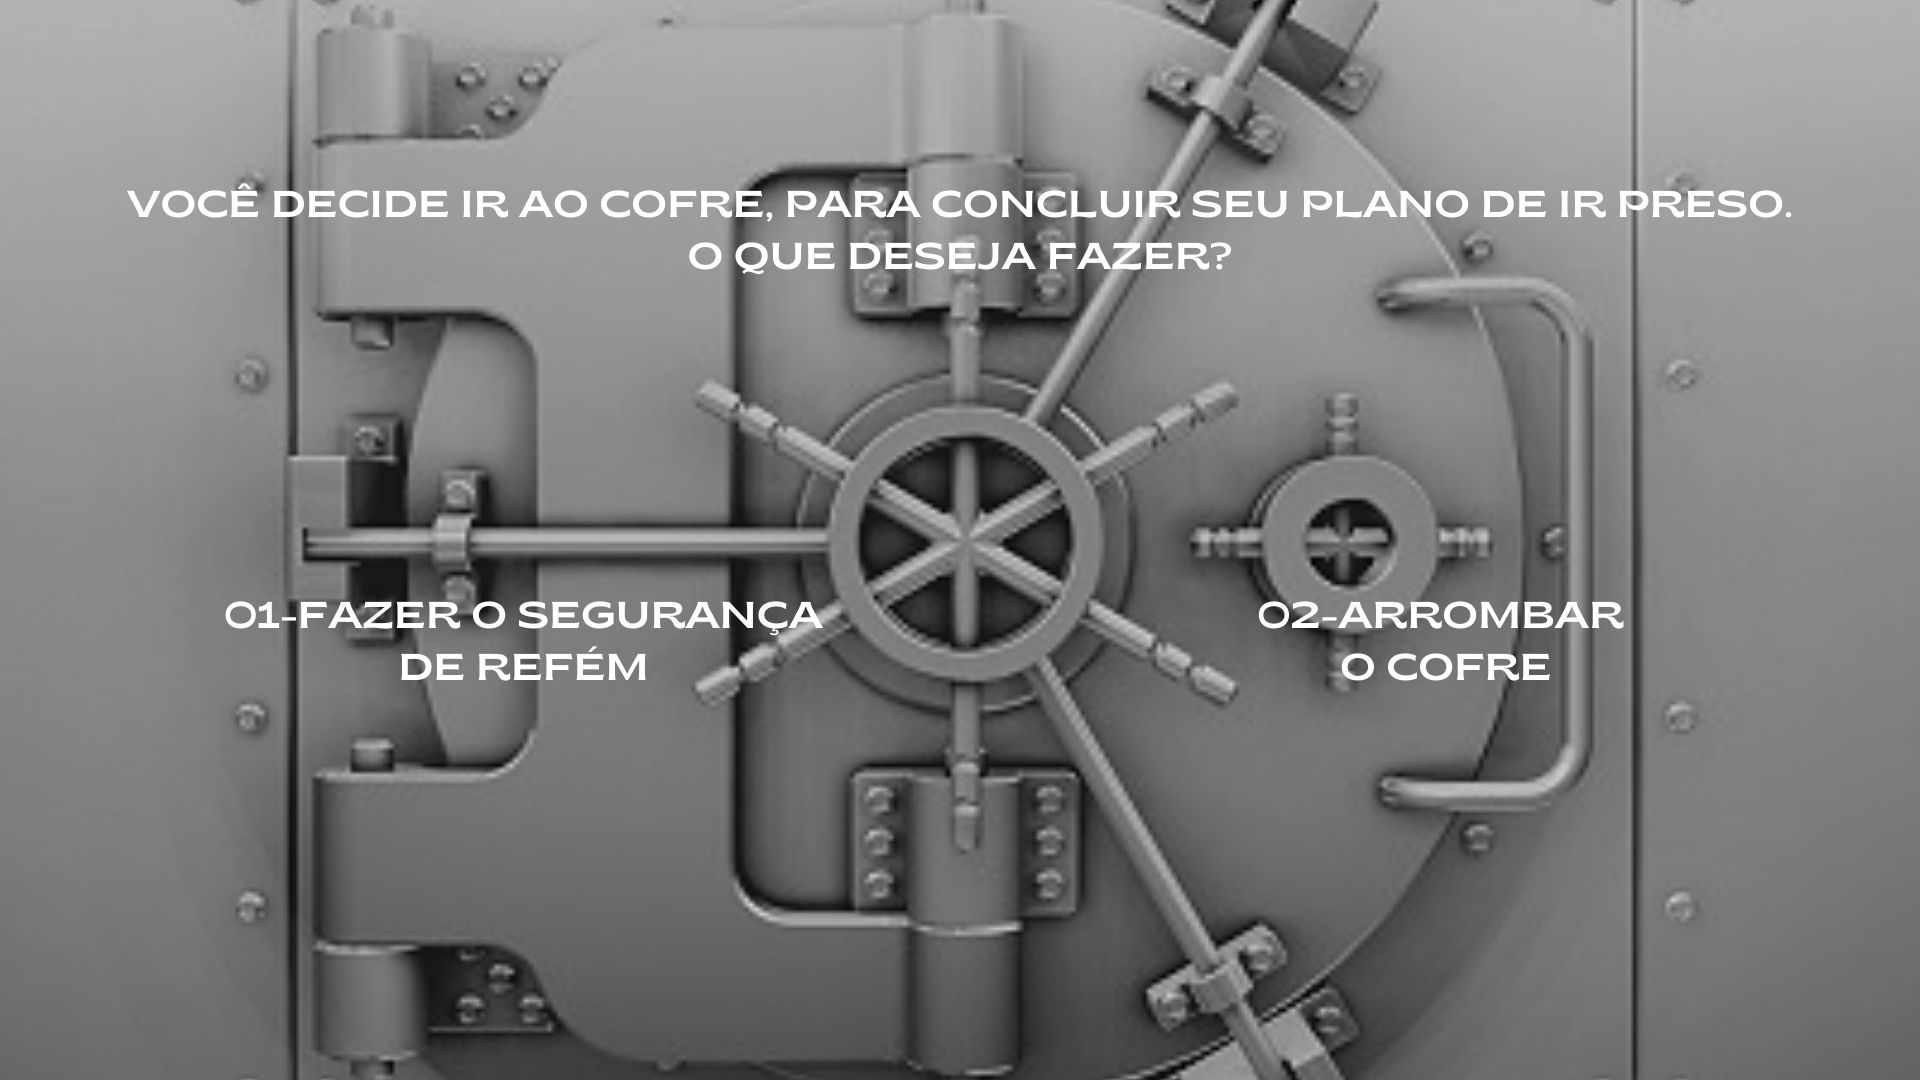 VOCÊ DECIDE IR AO COFRE, PARA CONCLUIR SEU PLANO DE IR PRESO.
O QUE DESEJA FAZER?
01-FAZER O SEGURANÇA
DE REFÉM
02-ARROMBAR
O COFRE